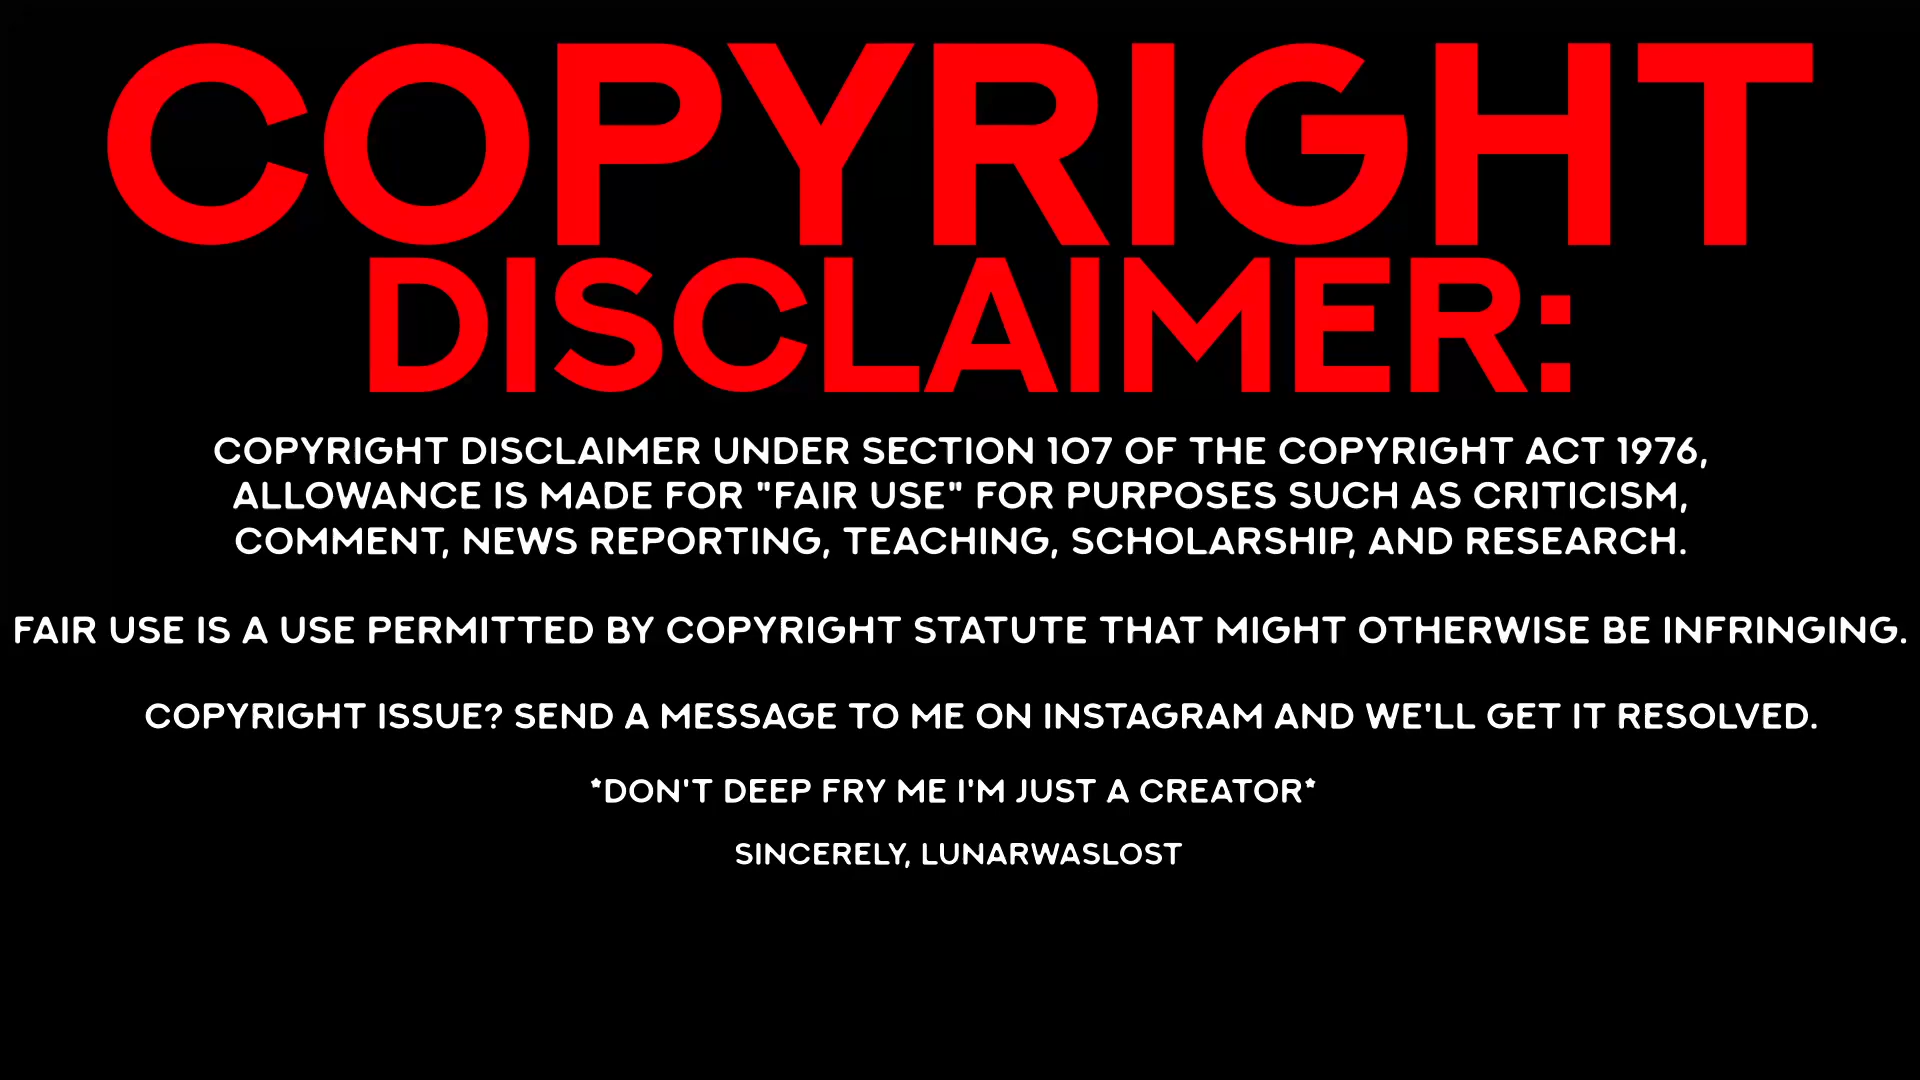 COPYRIGHT
DISCLAIMER:
COPYRIGHT DISCLAIMER UNDER SECTION 107 OF THE COPYRIGHT ACT 1976,
ALLOWANCE IS MADE FOR "FAIR USE" FOR PURPOSES SUCH AS CRITICISM,
COMMENT, NEWS REPORTING, TEACHING, SCHOLARSHIP, AND RESEARCH.
FAIR USE IS A USE PERMITTED BY COPYRIGHT STATUTE THAT MIGHT OTHERWISE BE INFRINGING.
COPYRIGHT ISSUE? SEND A MESSAGE TO ME ON INSTAGRAM AND WE'LL GET IT RESOLVED.
*DON'T DEEP FRY ME I'M JUST A CREATOR*
SINCERELY, LUNARWASLOST